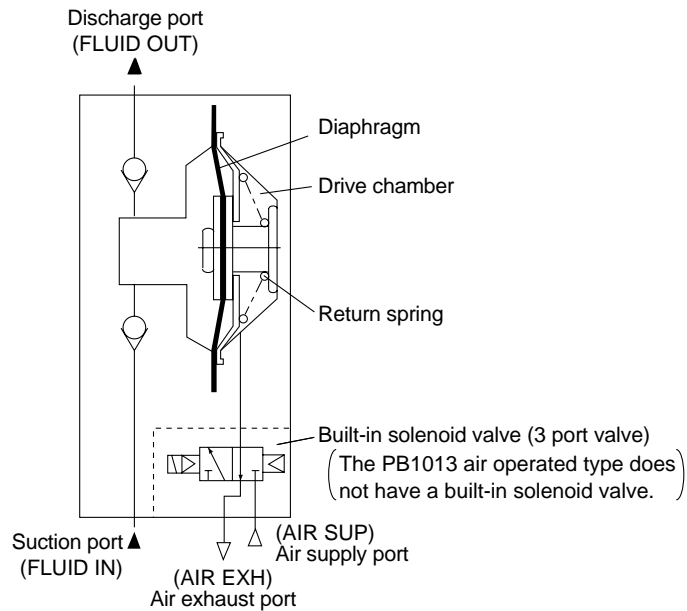 Discharge port
(FLUID OUT)
Diaphragm
Drive chamber
Return spring
Built-in solenoid valve (3 port valve)
(The PB1013 air operated type does
not have a built-in solenoid valve.)
Suction port
(FLUID IN)
(AIR SUP)
Air supply port
(AIR EXH)
Air exhaust port